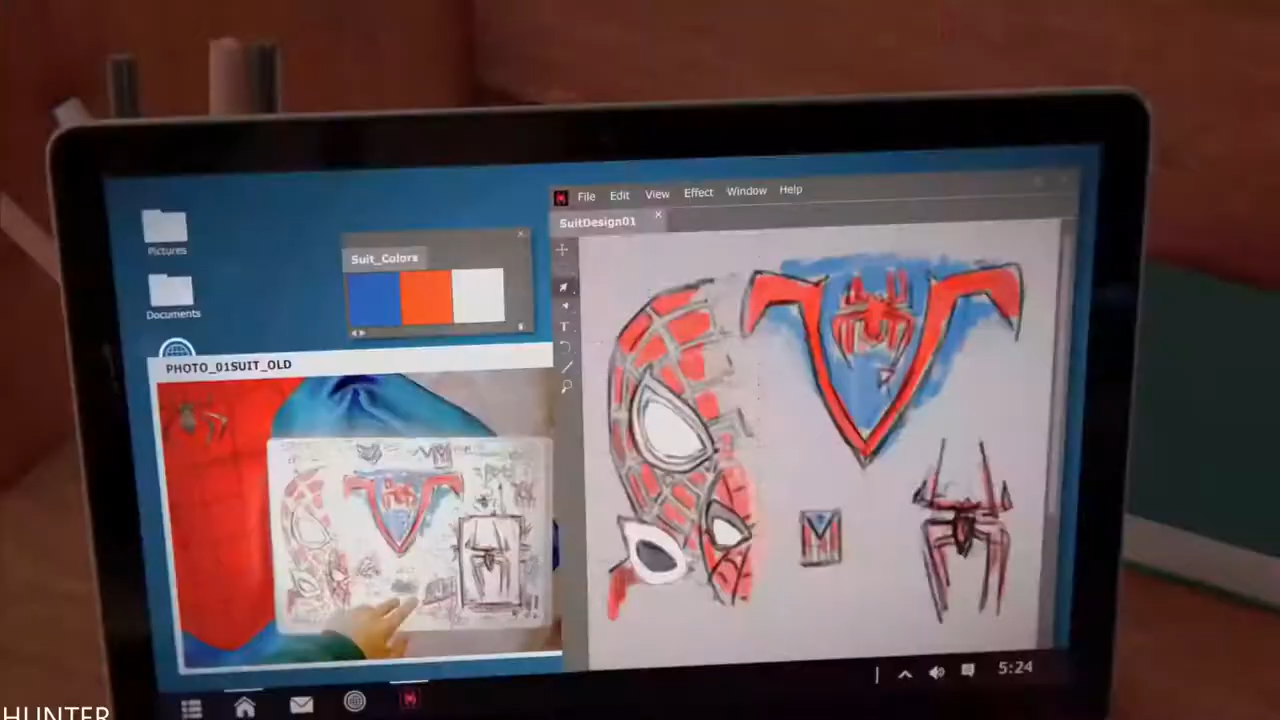 File Edit View Effect Window Help
SuitDesign01
Pictures
Suit_Colors
Documents
PHOTO_01SUIT_OLD
5:24
HUNTER